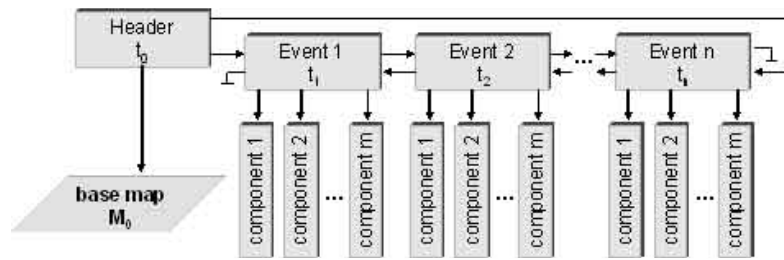 Header
t0
Event 1
t1
Event 2
t2
...
Event n
tn
component 1
component 2
...
component m
component 1
component 2
...
component m
component 1
component 2
...
component m
base map
M0